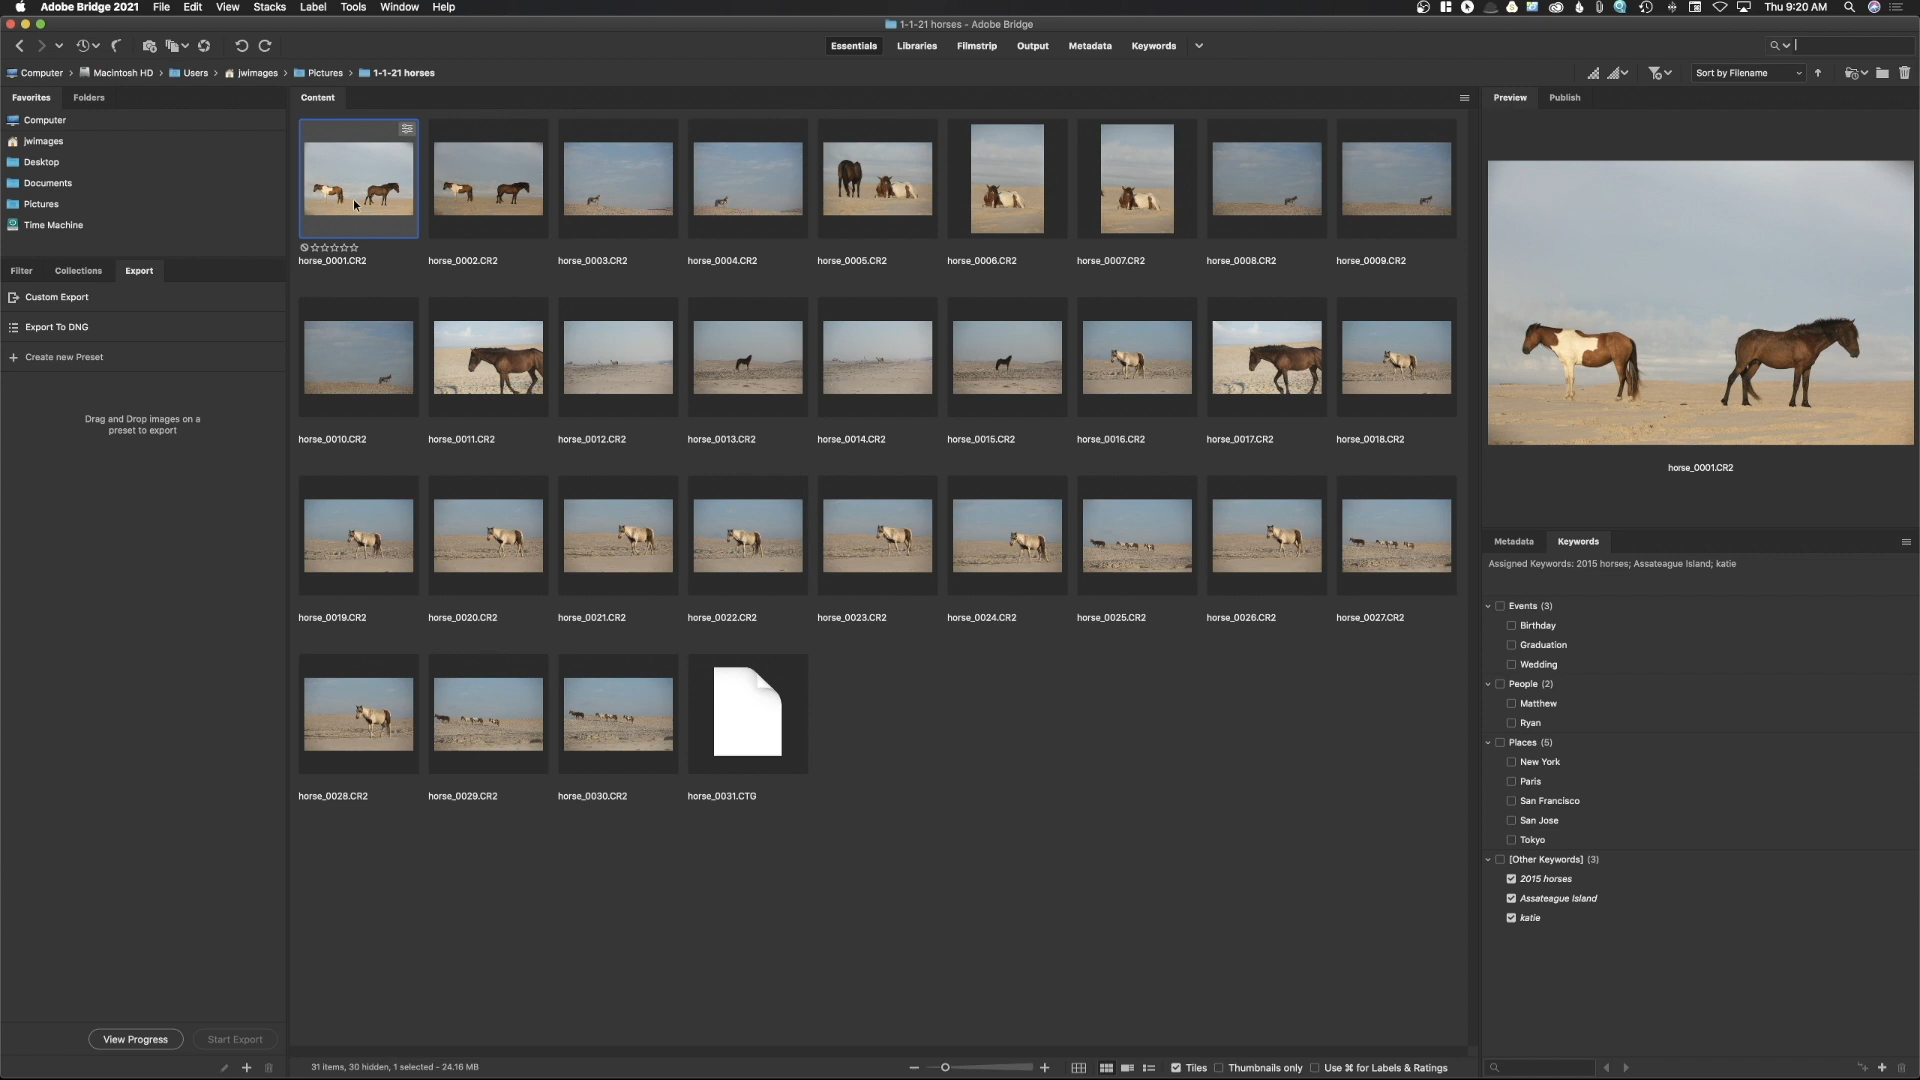 Adobe Bridge 2021 File Edit View Stacks Label Tools Window Help Thu 9:20 AM
1-1-21 horses - Adobe Bridge
Essentials Libraries Filmstrip Output Metadata Keywords
Computer Macintosh HD Users jwimages Pictures 1-1-21 horses Sort by Filename
Favorites Folders
Computer
jwimages
Desktop
Documents
Pictures
Time Machine
Filter Collections Export
Custom Export
Export To DNG
Create new Preset
Drag and Drop images on a
preset to export
View Progress Start Export
Content
horse_0001.CR2 horse_0002.CR2 horse_0003.CR2 horse_0004.CR2 horse_0005.CR2 horse_0006.CR2 horse_0007.CR2 horse_0008.CR2 horse_0009.CR2
horse_0010.CR2 horse_0011.CR2 horse_0012.CR2 horse_0013.CR2 horse_0014.CR2 horse_0015.CR2 horse_0016.CR2 horse_0017.CR2 horse_0018.CR2
horse_0019.CR2 horse_0020.CR2 horse_0021.CR2 horse_0022.CR2 horse_0023.CR2 horse_0024.CR2 horse_0025.CR2 horse_0026.CR2 horse_0027.CR2
horse_0028.CR2 horse_0029.CR2 horse_0030.CR2 horse_0031.CTG
31 items, 30 hidden, 1 selected - 24.16 MB Tiles Thumbnails only Use ⌘ for Labels & Ratings
Preview Publish
horse_0001.CR2
Metadata Keywords
Assigned Keywords: 2015 horses; Assateague Island; katie
Events (3)
Birthday
Graduation
Wedding
People (2)
Matthew
Ryan
Places (5)
New York
Paris
San Francisco
San Jose
Tokyo
[Other Keywords] (3)
2015 horses
Assateague Island
katie